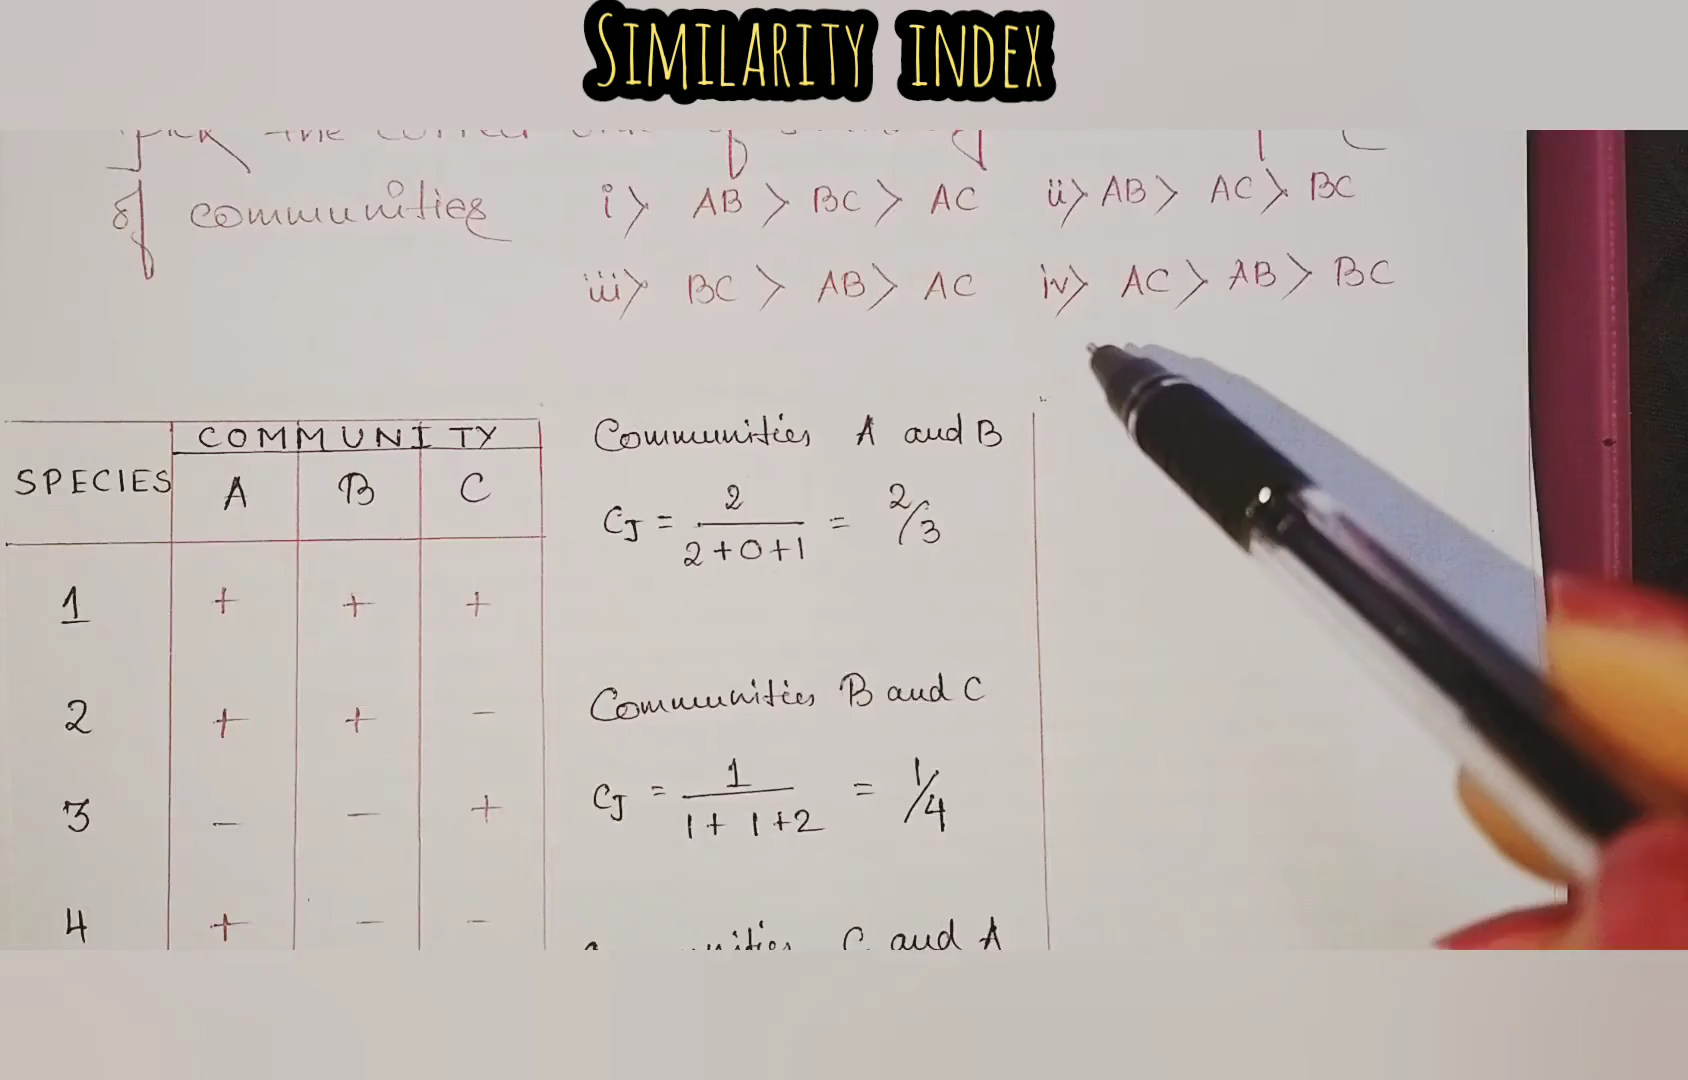 SIMILARITY INDEX
of communities i> AB > BC > AC ii> AB > AC > BC
iii> BC > AB > AC iv> AC > AB > BC
COMMUNITY
SPECIES A B C
1 + + +
2 + + -
3 - - +
4 + - -
Communities A and B
CJ = 2 / 2+0+1 = 2/3
Communities B and C
CJ = 1 / 1+1+2 = 1/4
C and A